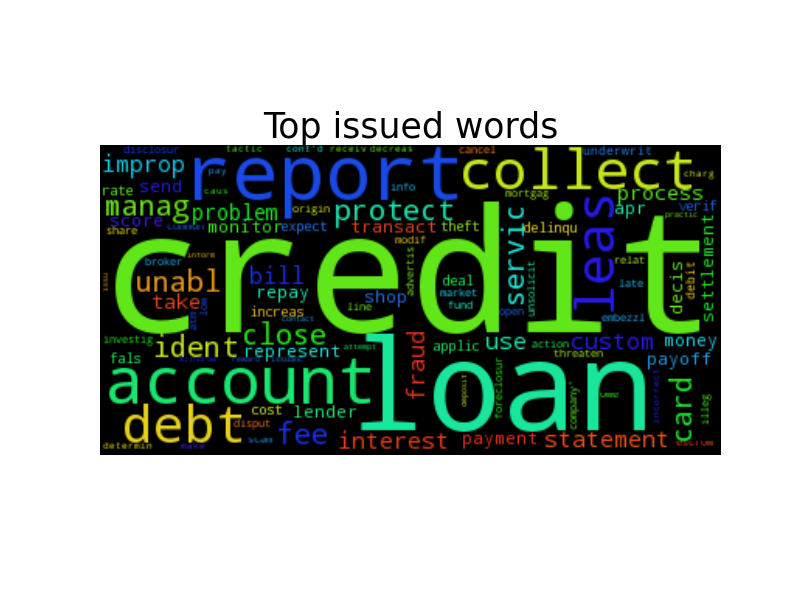 Top issued words
disclosur tactic cont'd receiv decreas cancel underwrit
improp report collect
pay info charg
rate send caus mortgag process
manag problem origin protect apr verif
score monitor expect transact theft delinqu practic
share modif
credit
servic leas settlement
inform
broker relat
unabl bill advertis deal unsolicit decis debit
take repay shop market late
increas line fund open embezzl
contact
investig close applic use action custom money
fals ident represent attempt threaten payoff
account loan
fraud deposit foreclosur company' incorrect card illeg
debt cost lender
disput fee
scam interest payment statement
determin make